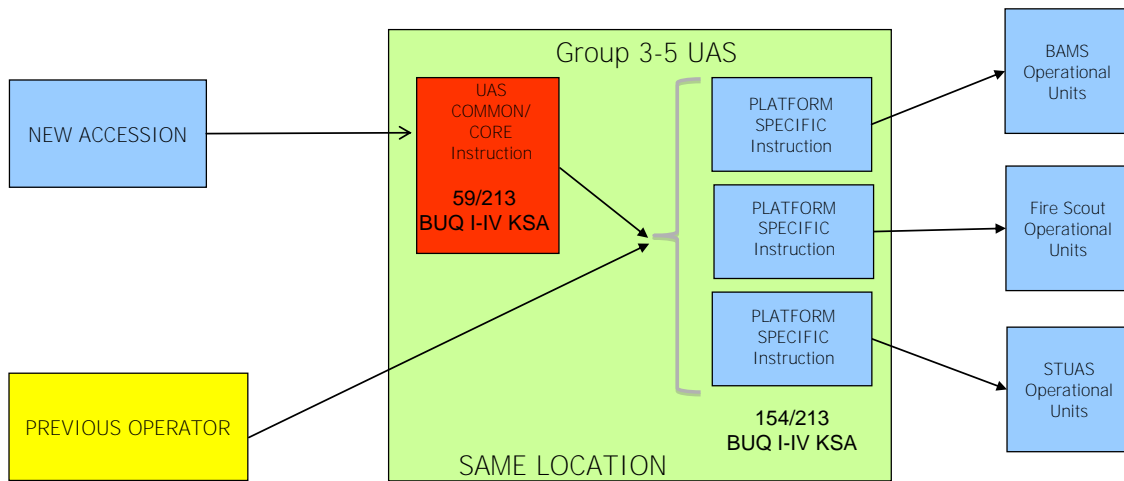 Group 3-5 UAS
NEW ACCESSION
UAS
COMMON/
CORE
Instruction
59/213
BUQ I-IV KSA
PLATFORM
SPECIFIC
Instruction
BAMS
Operational
Units
PLATFORM
SPECIFIC
Instruction
Fire Scout
Operational
Units
PLATFORM
SPECIFIC
Instruction
STUAS
Operational
Units
PREVIOUS OPERATOR
154/213
BUQ I-IV KSA
SAME LOCATION